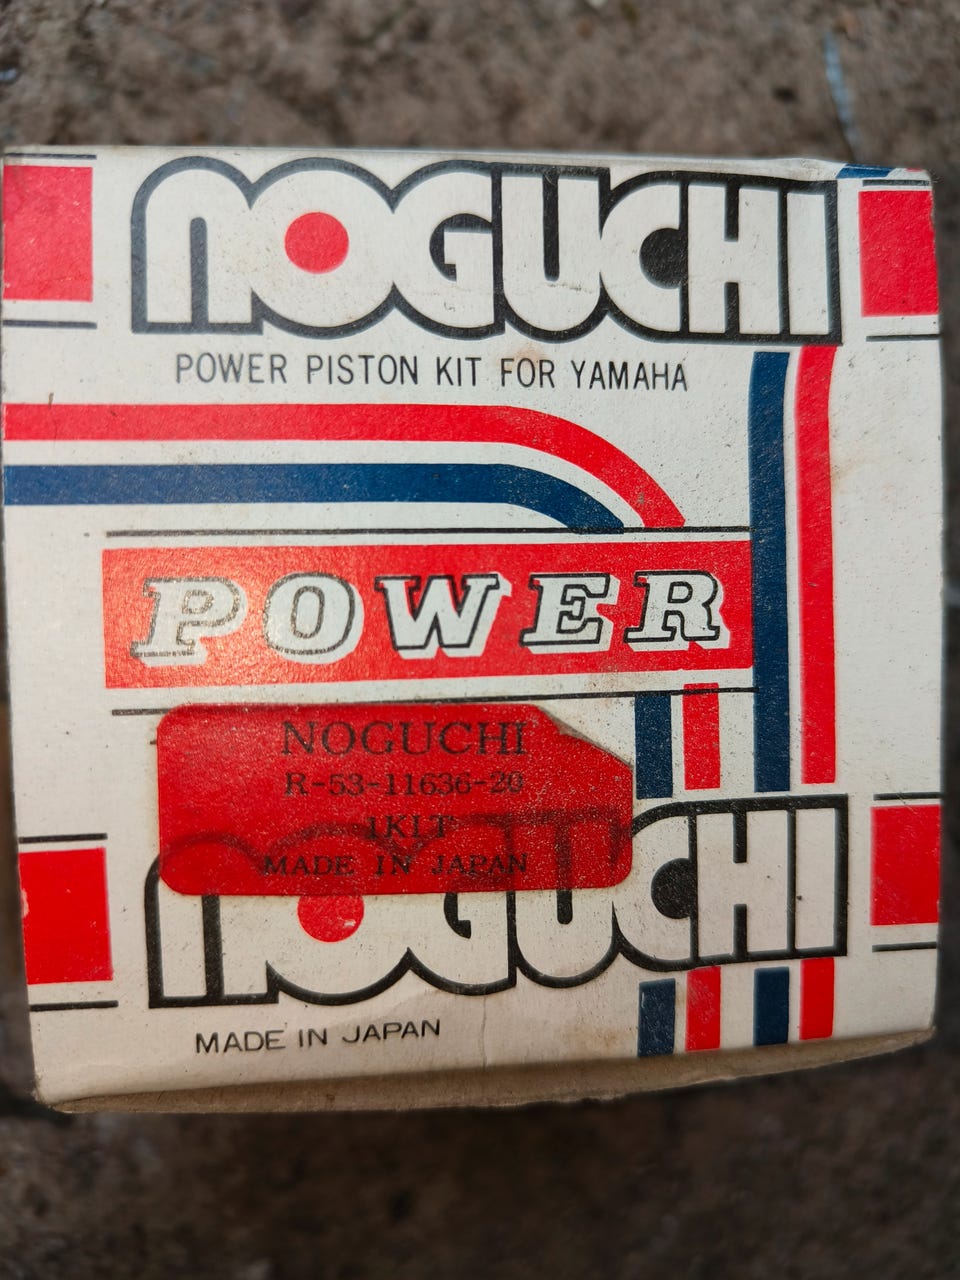 NOGUCHI
POWER PISTON KIT FOR YAMAHA
POWER
NOGUCHI
R-53-11636-20
1KIT
MADE IN JAPAN
NOGUCHI
MADE IN JAPAN